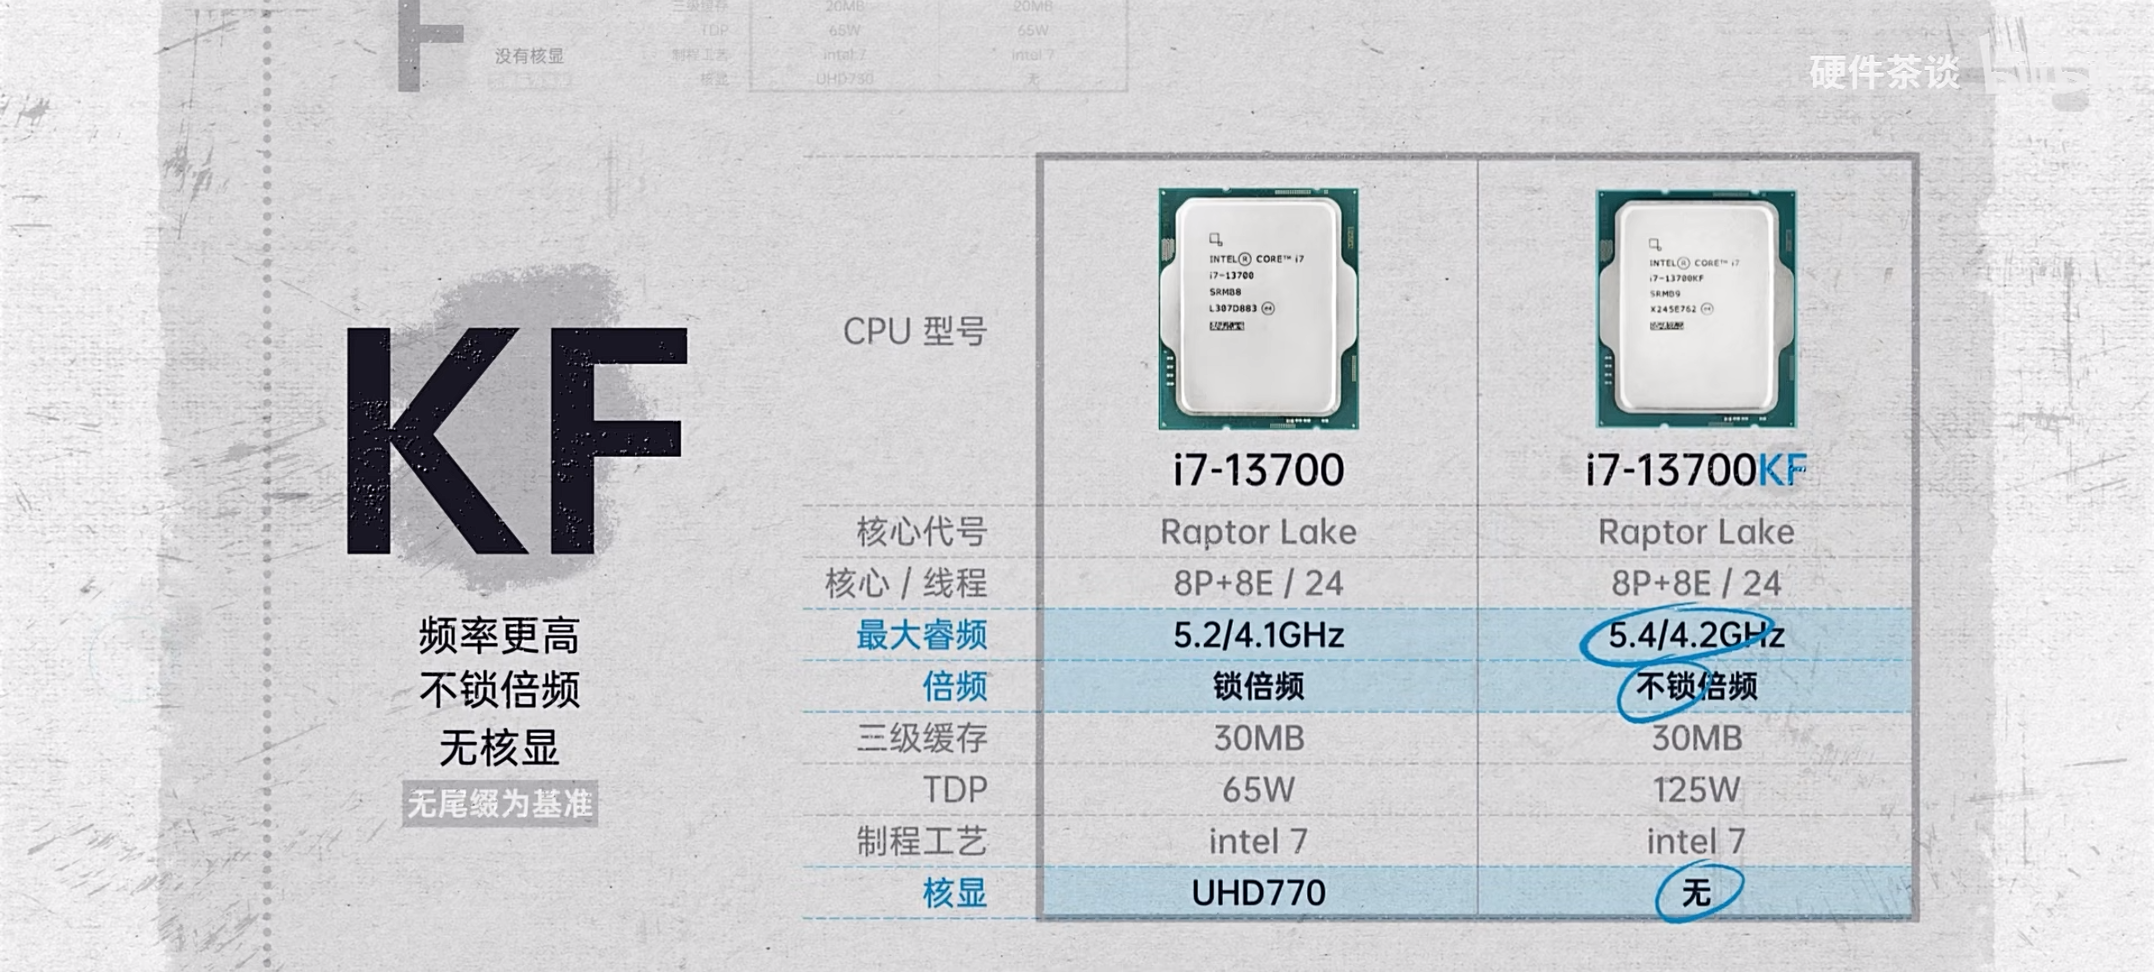 F
没有核显
三级缓存 20MB 20MB
TDP 65W 65W
制程工艺 intel 7 intel 7
核显 UHD730 无
硬件茶谈 bilibili
KF
频率更高
不锁倍频
无核显
无尾缀为基准
CPU 型号
INTEL® CORE™ i7
i7-13700
SRMB8
L307D883 e4
INTEL® CORE™ i7
i7-13700KF
SRMB9
X245E762 e4
i7-13700 i7-13700KF
核心代号 Raptor Lake Raptor Lake
核心 / 线程 8P+8E / 24 8P+8E / 24
最大睿频 5.2/4.1GHz 5.4/4.2GHz
倍频 锁倍频 不锁倍频
三级缓存 30MB 30MB
TDP 65W 125W
制程工艺 intel 7 intel 7
核显 UHD770 无